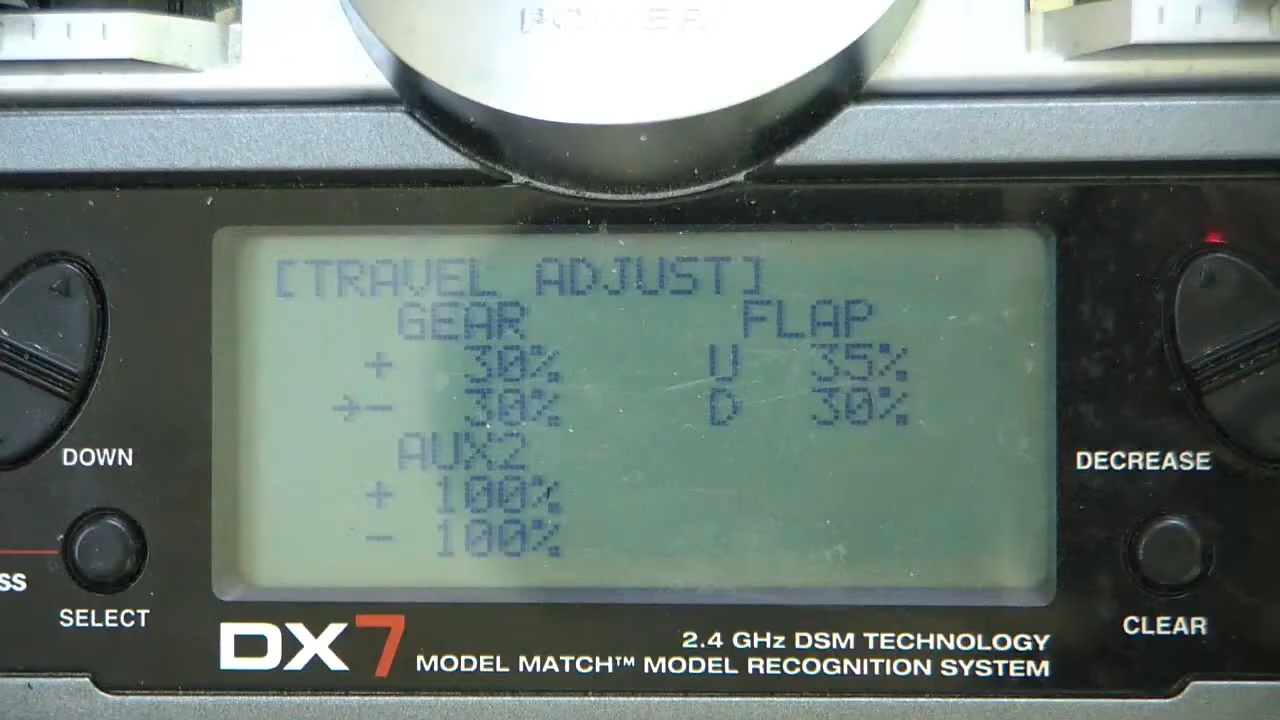 POWER
[TRAVEL ADJUST]
GEAR FLAP
+ 30% U 35%
→- 30% D 30%
AUX2
+ 100%
- 100%
DOWN
DECREASE
SS
SELECT
CLEAR
DX7
2.4 GHz DSM TECHNOLOGY
MODEL MATCH™ MODEL RECOGNITION SYSTEM